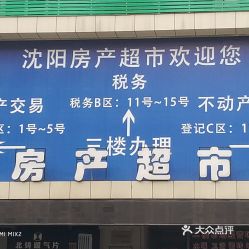 沈阳房产超市欢迎您
税务
产交易 税务B区：11号~15号 不动产
C区：1号~5号 登记C区：1
三楼办理
房产超市
MI MIX2
大众点评